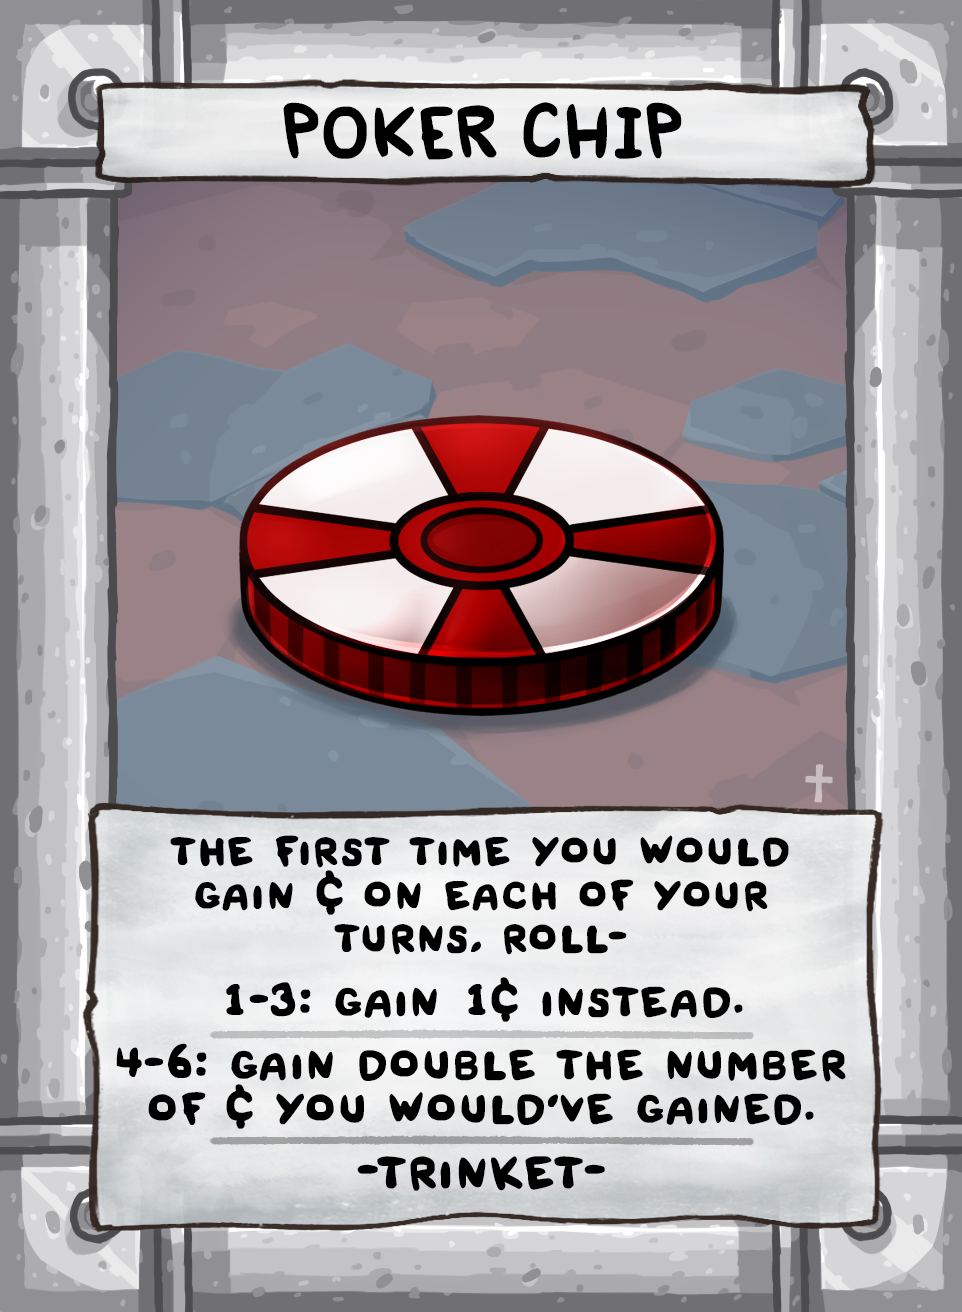 POKER CHIP
THE FIRST TIME YOU WOULD
GAIN ¢ ON EACH OF YOUR
TURNS, ROLL-
1-3: GAIN 1¢ INSTEAD.
4-6: GAIN DOUBLE THE NUMBER
OF ¢ YOU WOULD'VE GAINED.
-TRINKET-